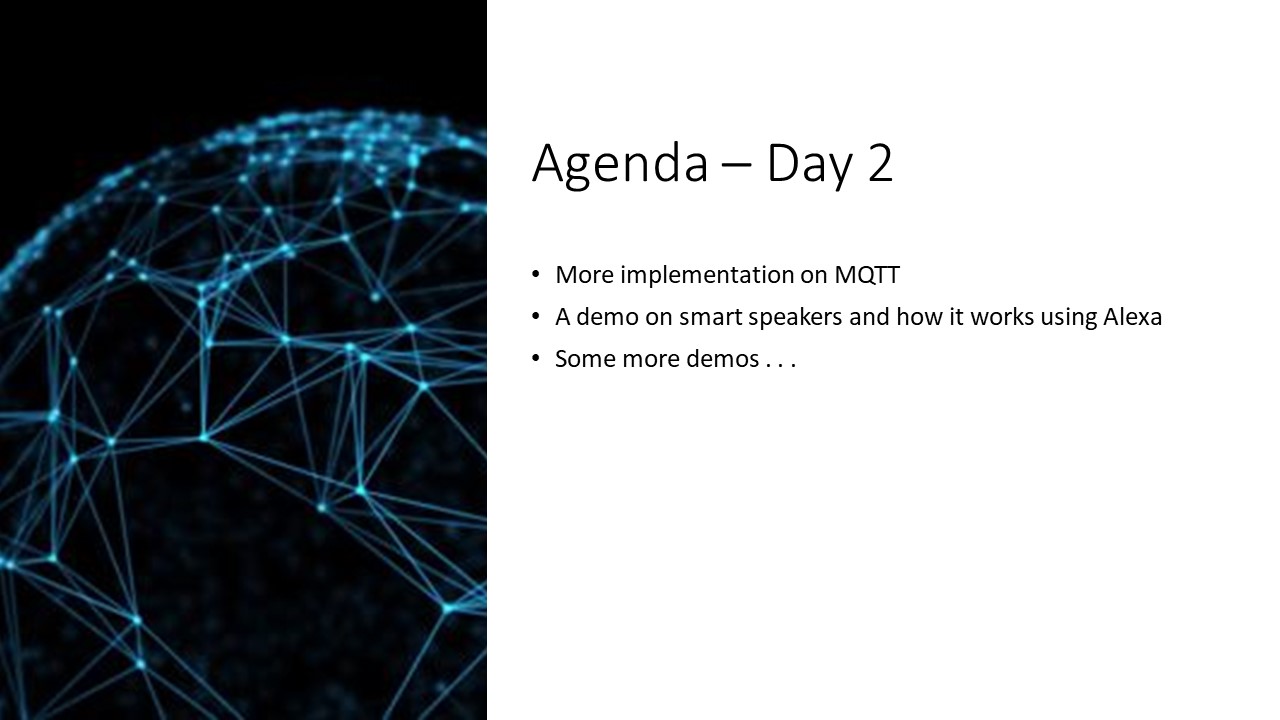 Agenda – Day 2
• More implementation on MQTT
• A demo on smart speakers and how it works using Alexa
• Some more demos . . .